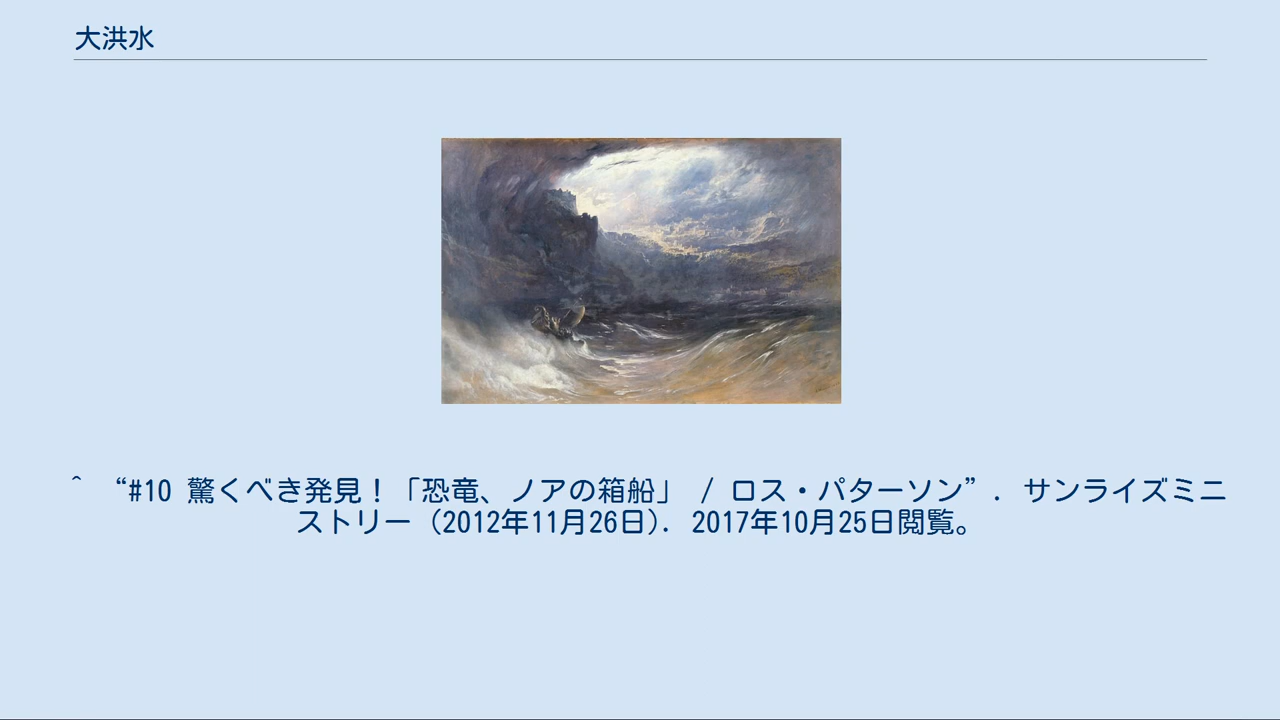 大洪水
^ “#10 驚くべき発見！「恐竜、ノアの箱船」 / ロス・パターソン”. サンライズミニ
ストリー (2012年11月26日). 2017年10月25日閲覧。